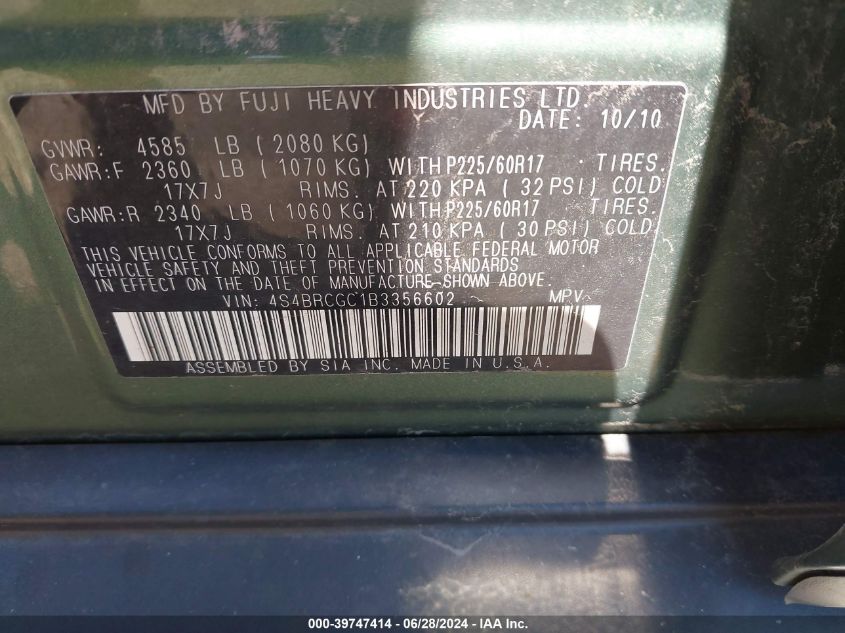 MFD BY FUJI HEAVY INDUSTRIES LTD.
DATE: 10/10
GVWR: 4585 LB ( 2080 KG)
GAWR:F 2360 LB ( 1070 KG) WITH P225/60R17 TIRES.
17X7J RIMS. AT 220 KPA ( 32 PSI) COLD
GAWR:R 2340 LB ( 1060 KG) WITH P225/60R17 TIRES.
17X7J RIMS. AT 210 KPA ( 30 PSI) COLD
THIS VEHICLE CONFORMS TO ALL APPLICABLE FEDERAL MOTOR
VEHICLE SAFETY AND THEFT PREVENTION STANDARDS
IN EFFECT ON THE DATE OF MANUFACTURE SHOWN ABOVE.
VIN: 4S4BRCGC1B3356602 MPV
ASSEMBLED BY SIA INC. MADE IN U.S.A.
000-39747414 - 06/28/2024 - IAA Inc.